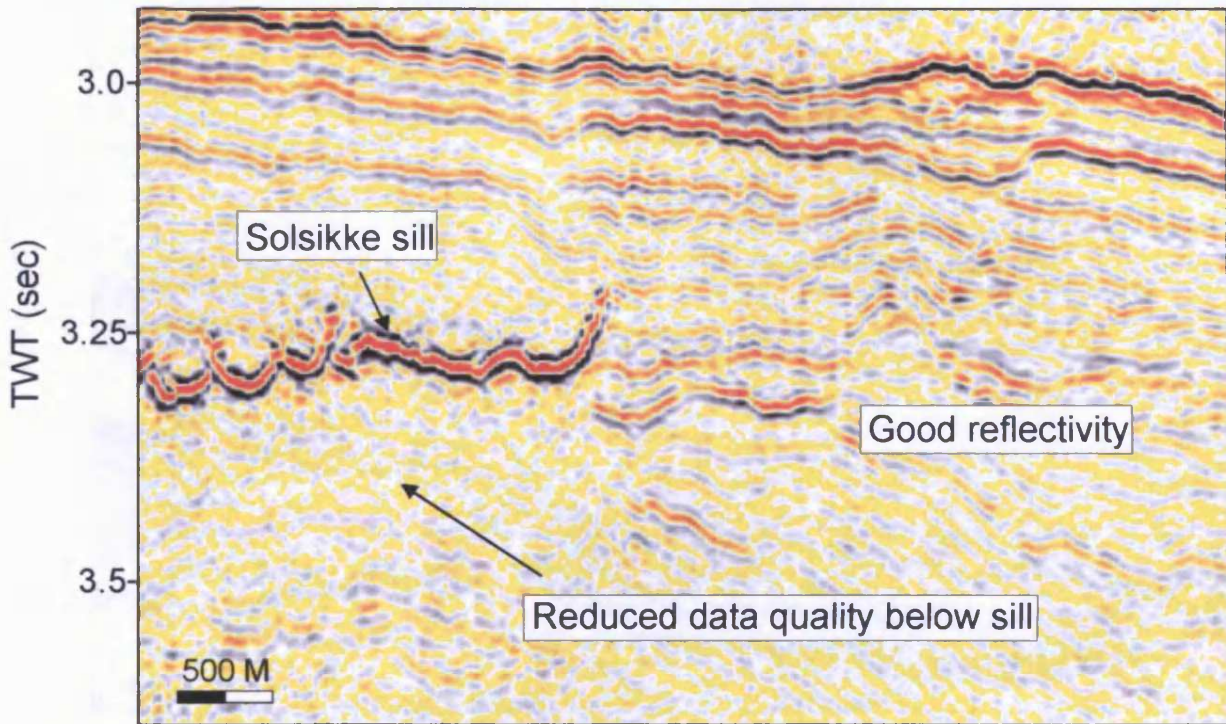 3.0
Solsikke sill
TWT (sec)
3.25
Good reflectivity
3.5
Reduced data quality below sill
500 M